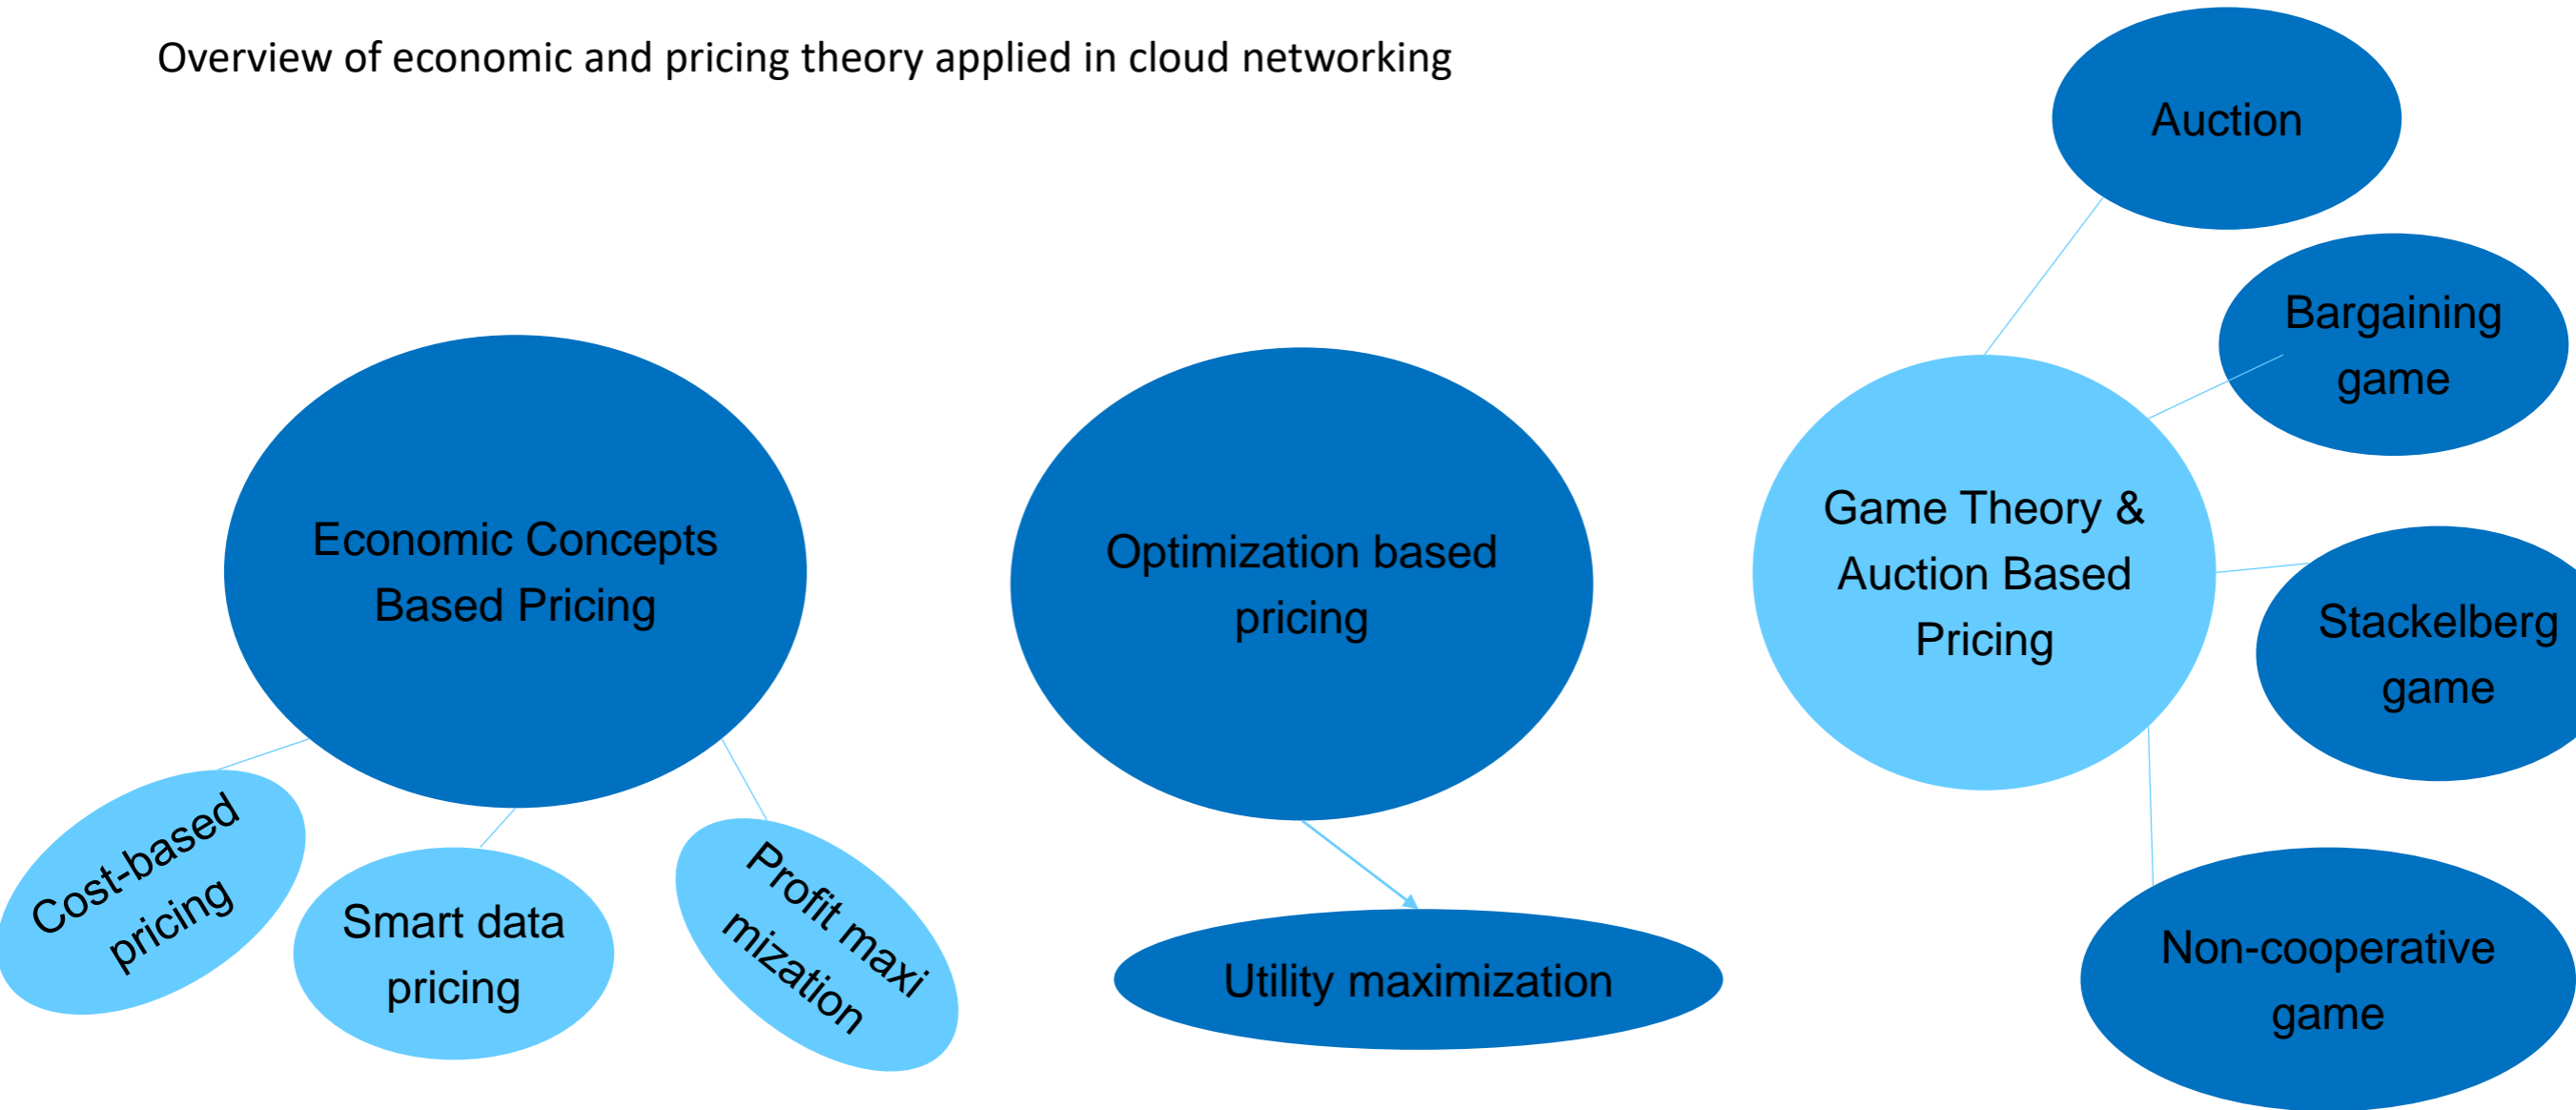 Overview of economic and pricing theory applied in cloud networking
Economic Concepts
Based Pricing
Cost-based
pricing
Smart data
pricing
Profit maxi
mization
Optimization based
pricing
Utility maximization
Game Theory &
Auction Based
Pricing
Auction
Bargaining
game
Stackelberg
game
Non-cooperative
game